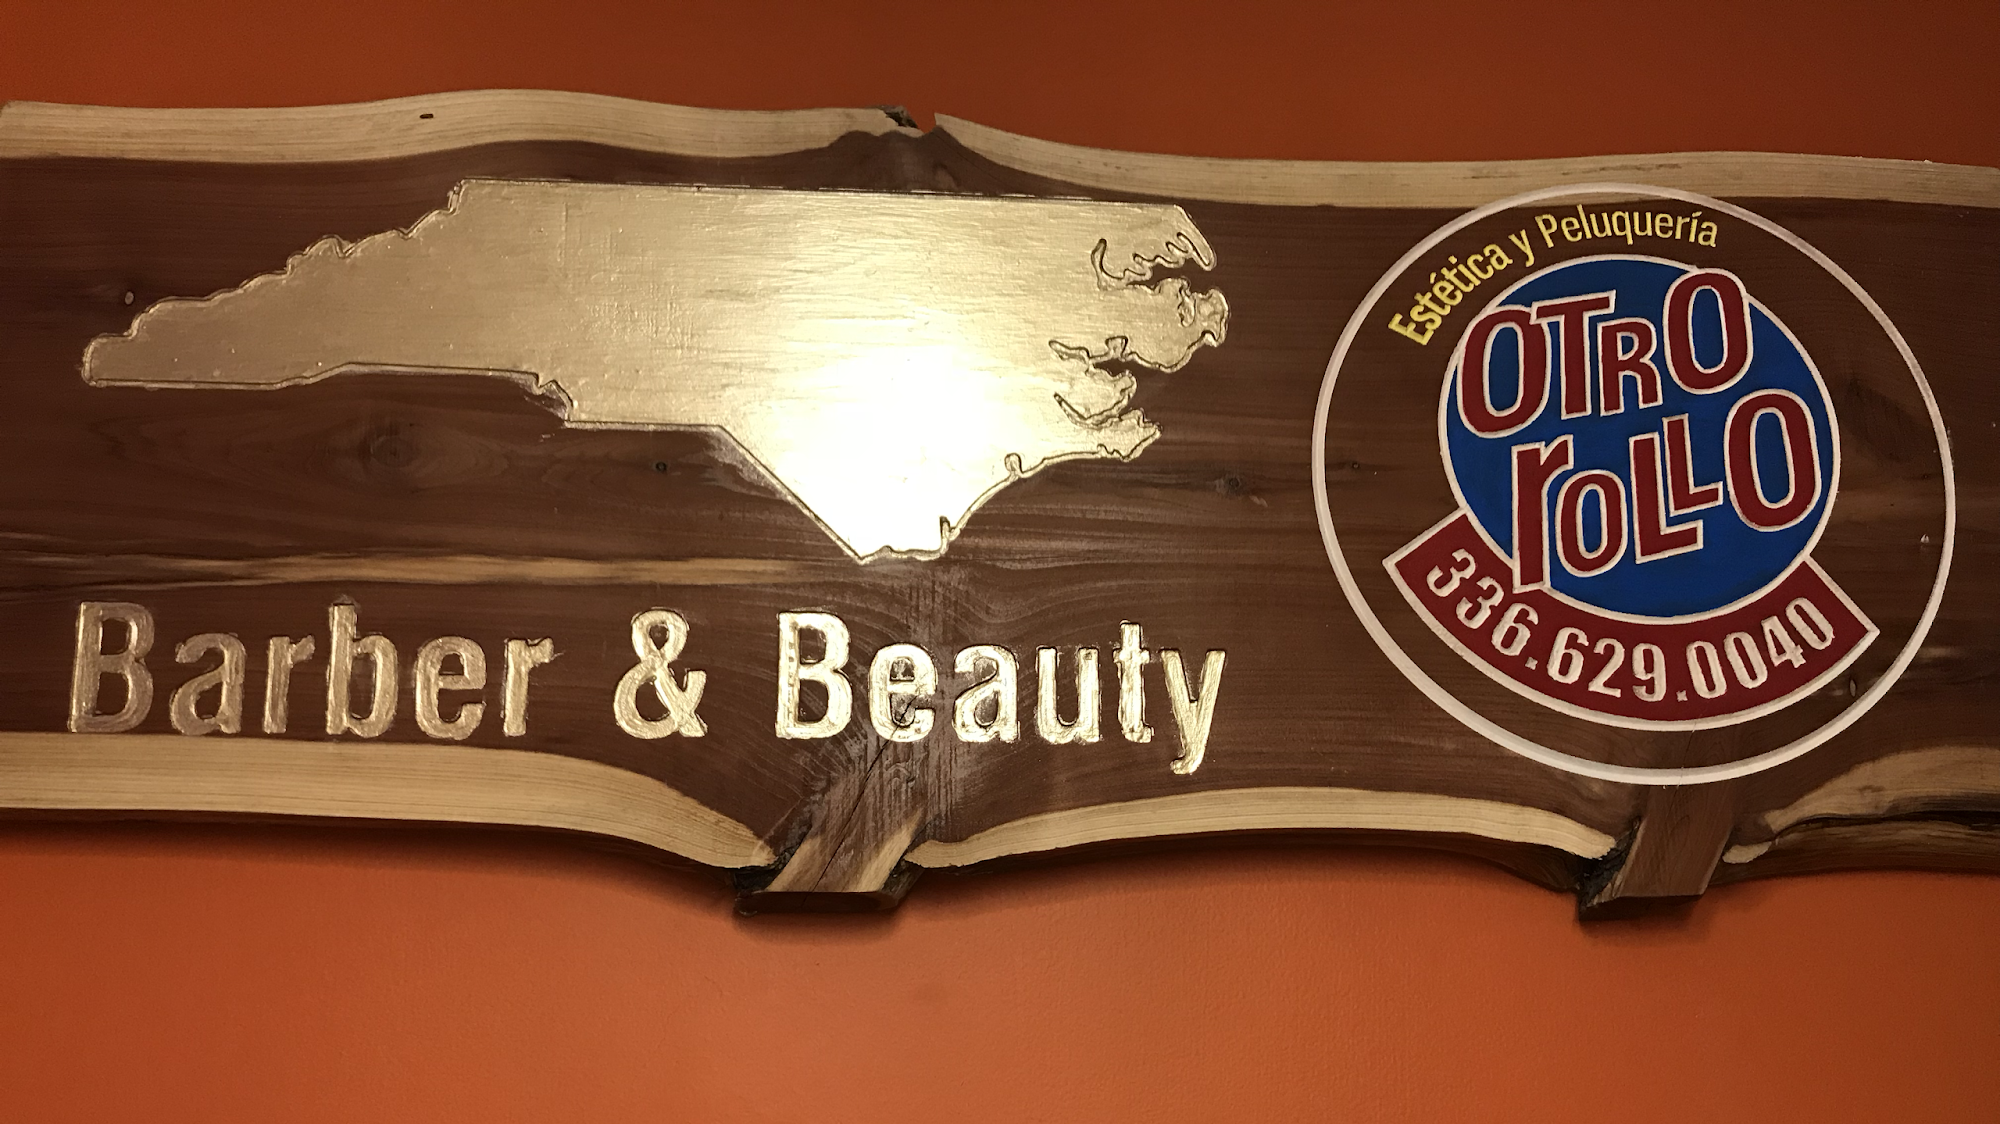 Barber & Beauty
Estética y Peluquería
OTRO
rOLLO
336.629.0040